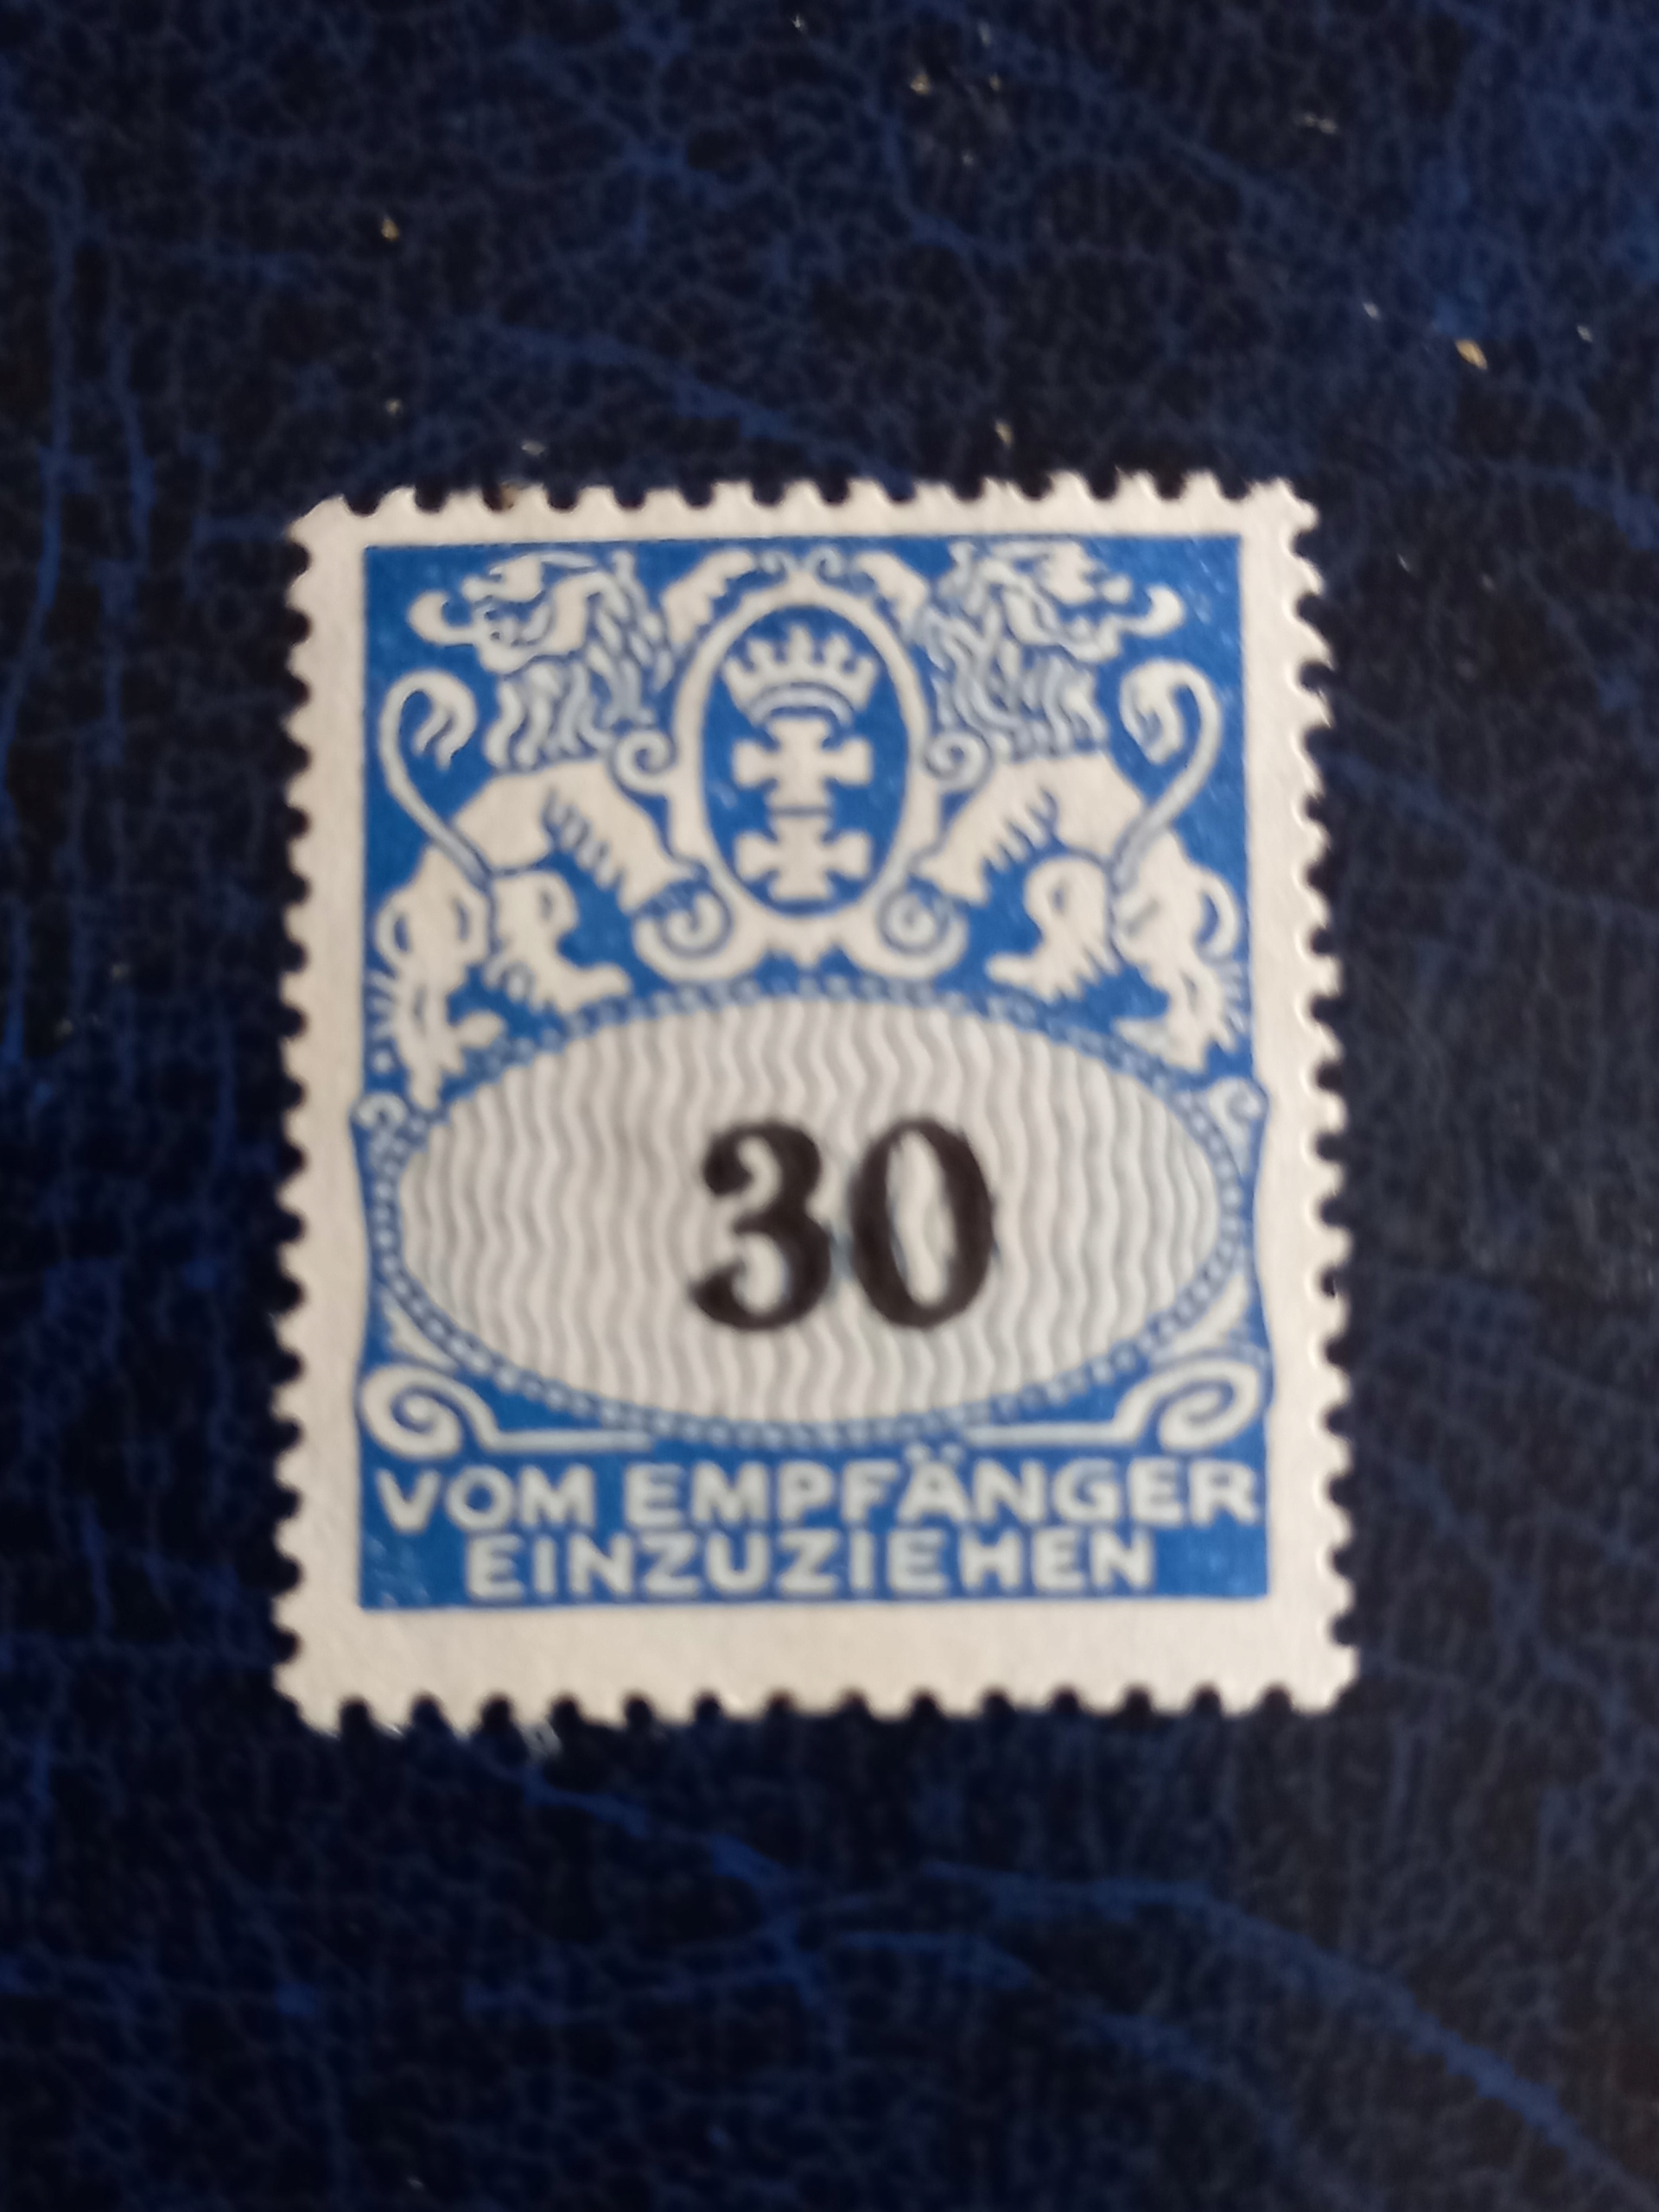 30
VOM EMPFÄNGER
EINZUZIEHEN